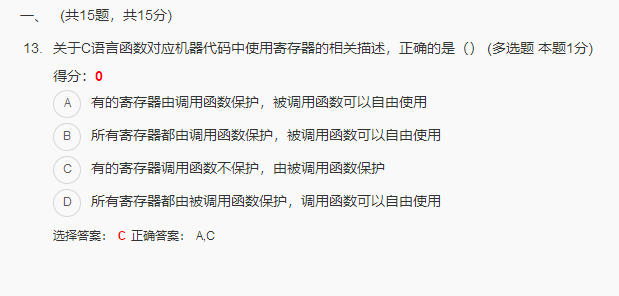 一、 (共15题，共15分)
13. 关于C语言函数对应机器代码中使用寄存器的相关描述，正确的是（） (多选题 本题1分)
得分：0
A 有的寄存器由调用函数保护，被调用函数可以自由使用
B 所有寄存器都由调用函数保护，被调用函数可以自由使用
C 有的寄存器调用函数不保护，由被调用函数保护
D 所有寄存器都由被调用函数保护，调用函数可以自由使用
选择答案： C 正确答案： A,C